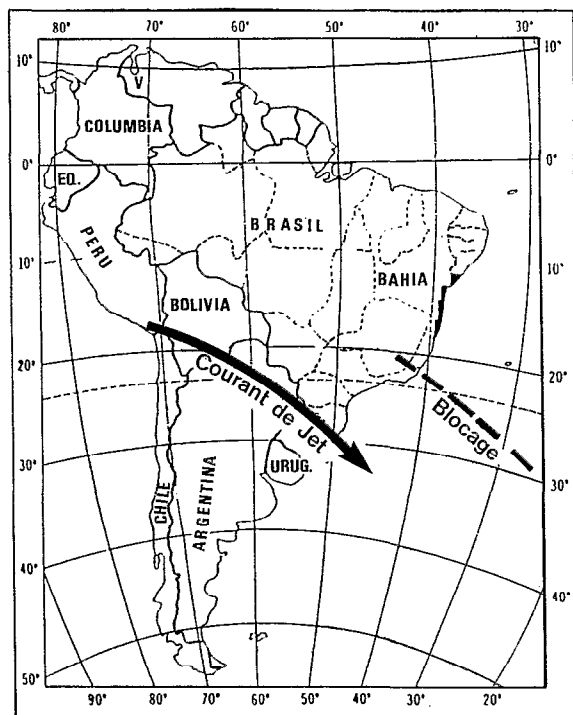 80° 70° 60° 50° 40° 30°
10° 10°
V
COLUMBIA
0° 0°
EQ.
BRASIL
PERU
10° BAHIA 10°
BOLIVIA
20° 20°
Courant de Jet
Blocage
30° URUG. 30°
CHILE
ARGENTINA
40° 40°
50°
90° 80° 70° 60° 50° 40° 30° 20°